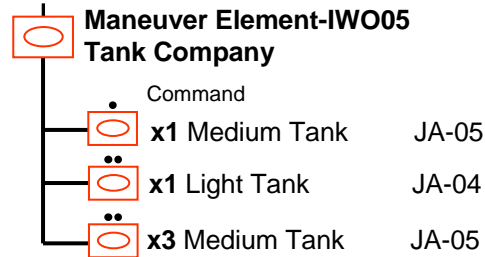 Maneuver Element-IWO05
Tank Company
Command
x1 Medium Tank JA-05
x1 Light Tank JA-04
x3 Medium Tank JA-05